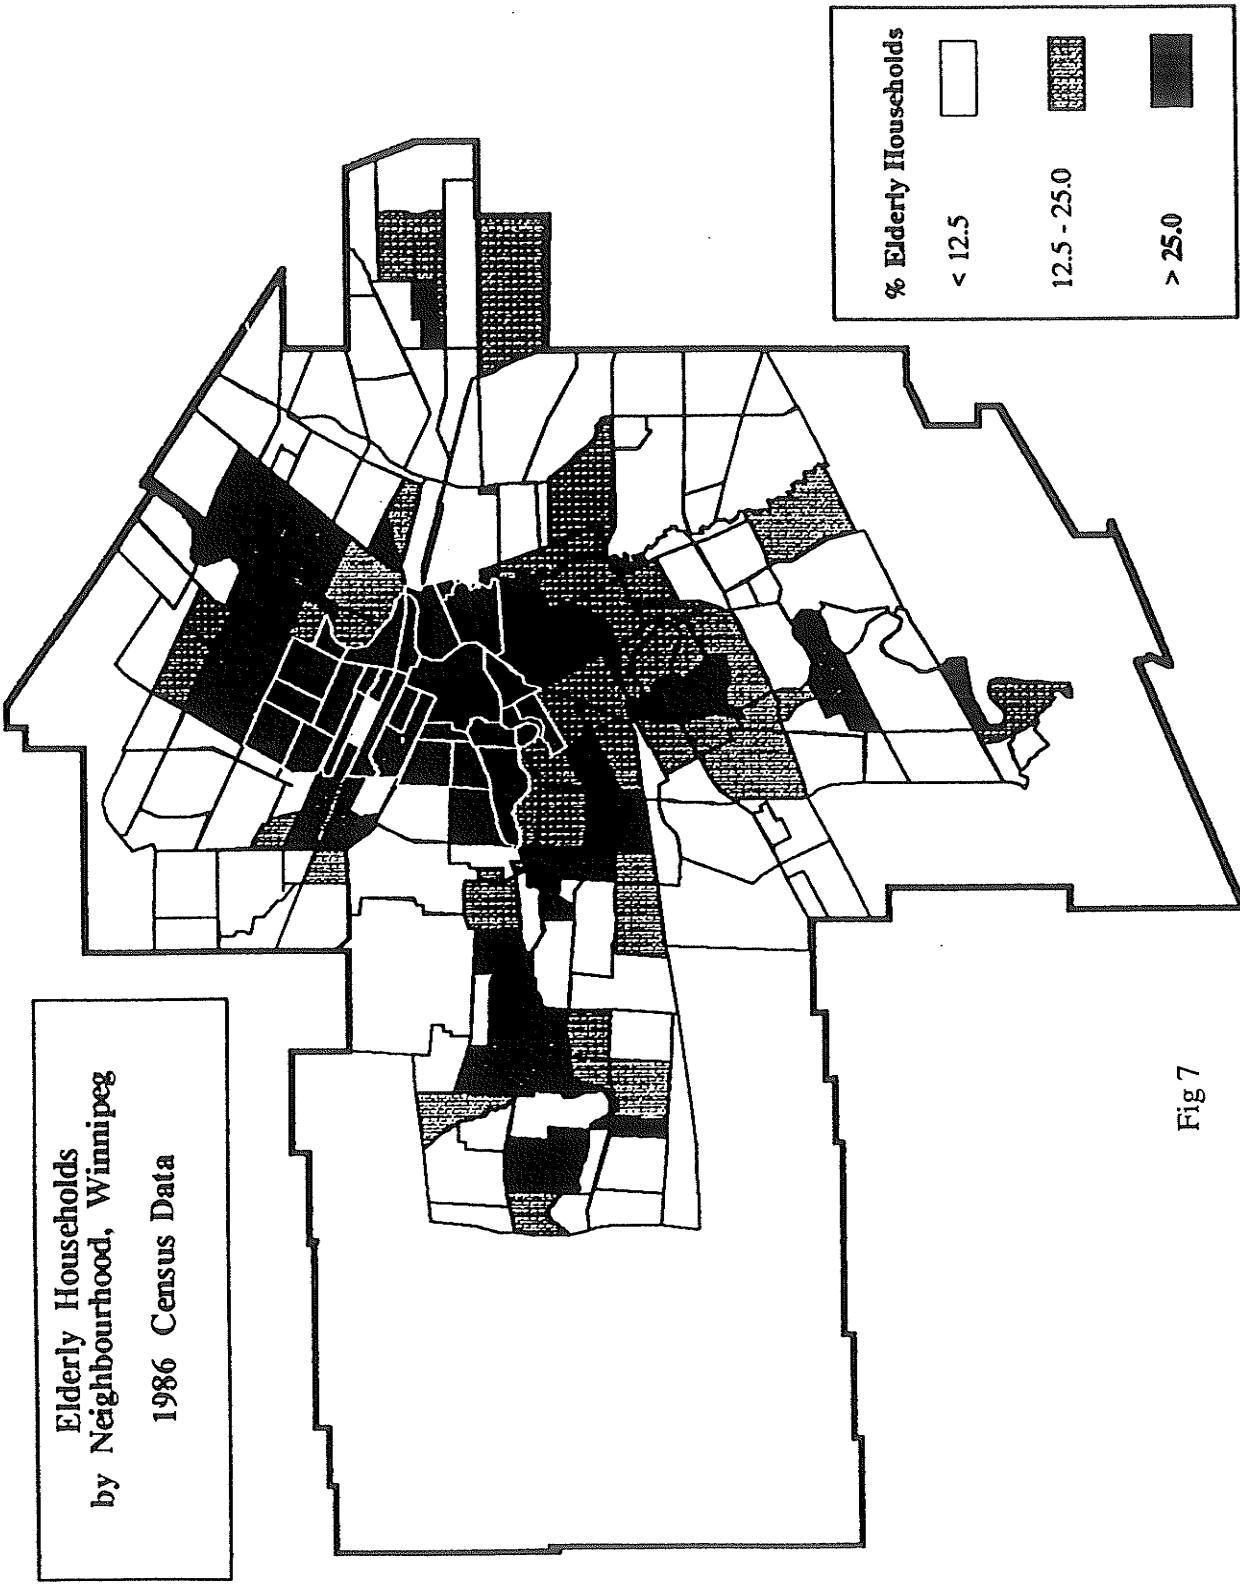 Elderly Households
by Neighbourhood, Winnipeg
1986 Census Data
% Elderly Households
< 12.5
12.5 - 25.0
> 25.0
Fig 7